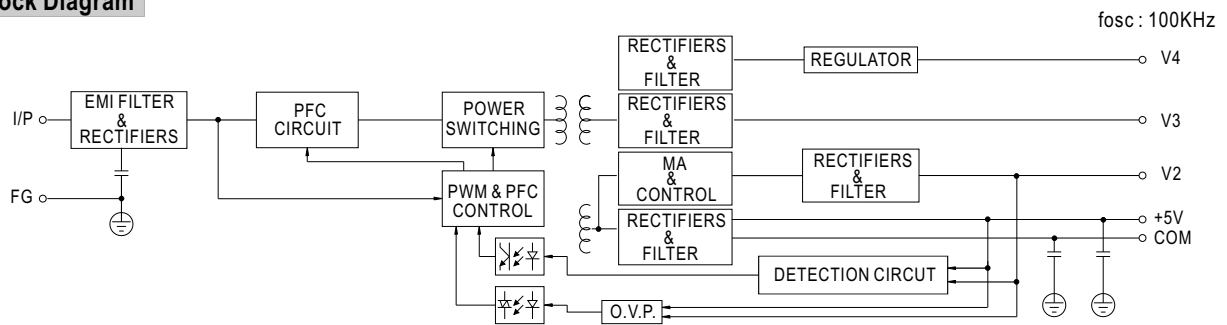 ock Diagram
fosc : 100KHz
RECTIFIERS
&
FILTER
REGULATOR
V4
I/P
EMI FILTER
&
RECTIFIERS
PFC
CIRCUIT
POWER
SWITCHING
RECTIFIERS
&
FILTER
V3
FG
PWM & PFC
CONTROL
MA
&
CONTROL
RECTIFIERS
&
FILTER
V2
RECTIFIERS
&
FILTER
+5V
COM
DETECTION CIRCUT
O.V.P.